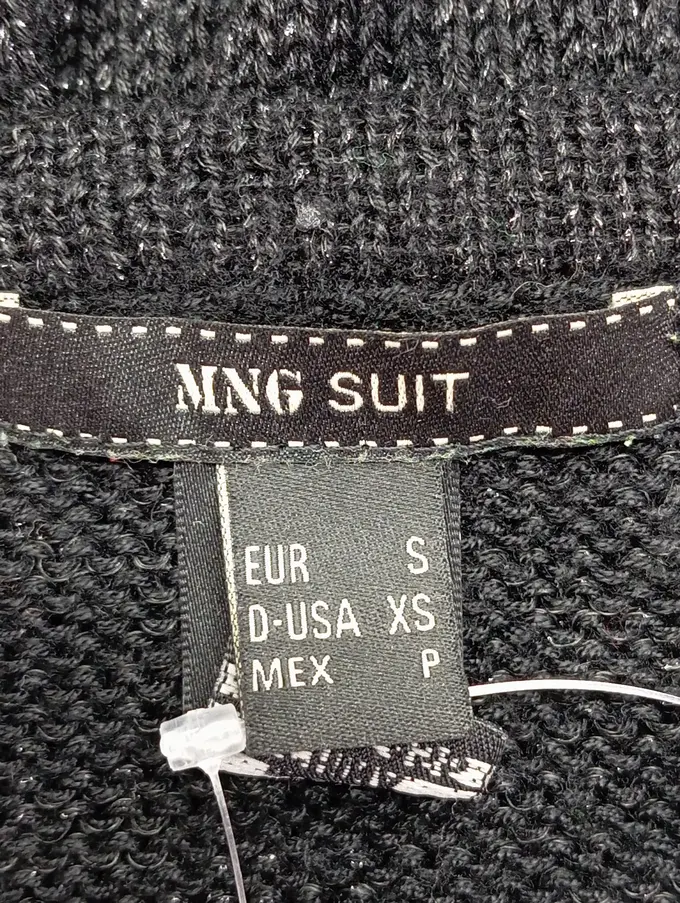 MNG SUIT
EUR S
D-USA XS
MEX P